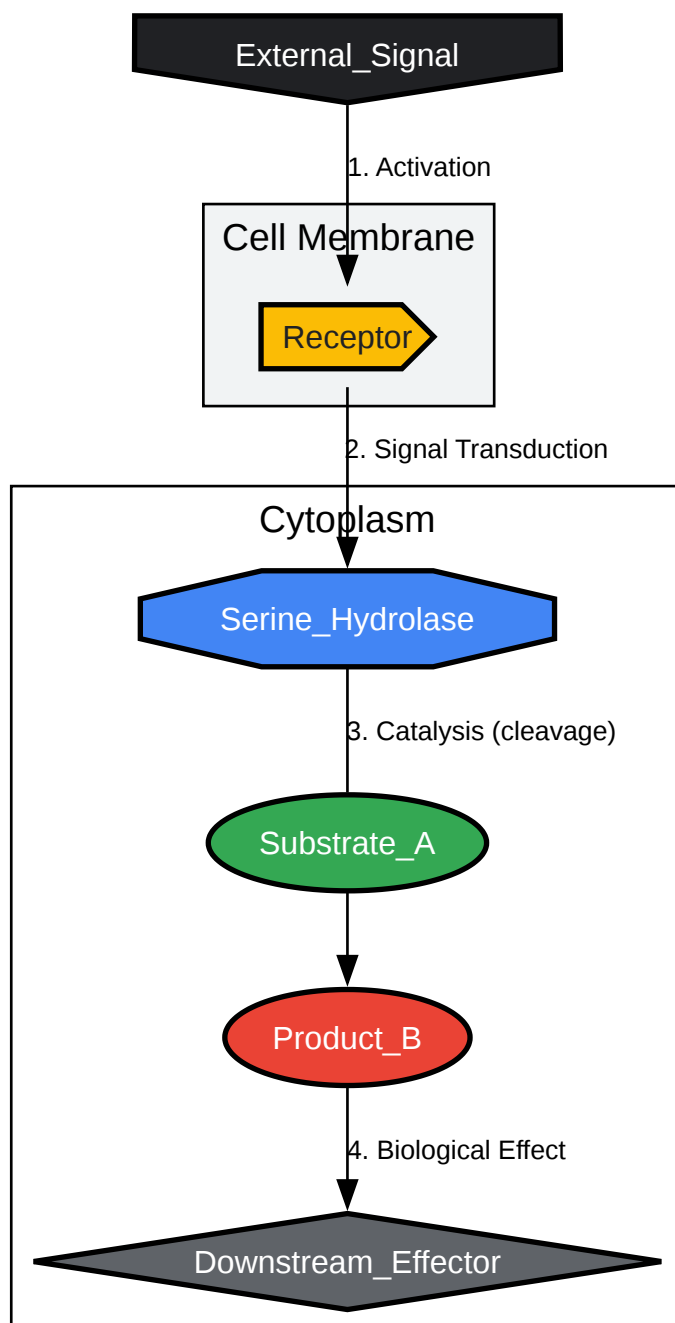 External_Signal
1. Activation
Cell Membrane
Receptor
2. Signal Transduction
Cytoplasm
Serine_Hydrolase
3. Catalysis (cleavage)
Substrate_A
Product_B
4. Biological Effect
Downstream_Effector